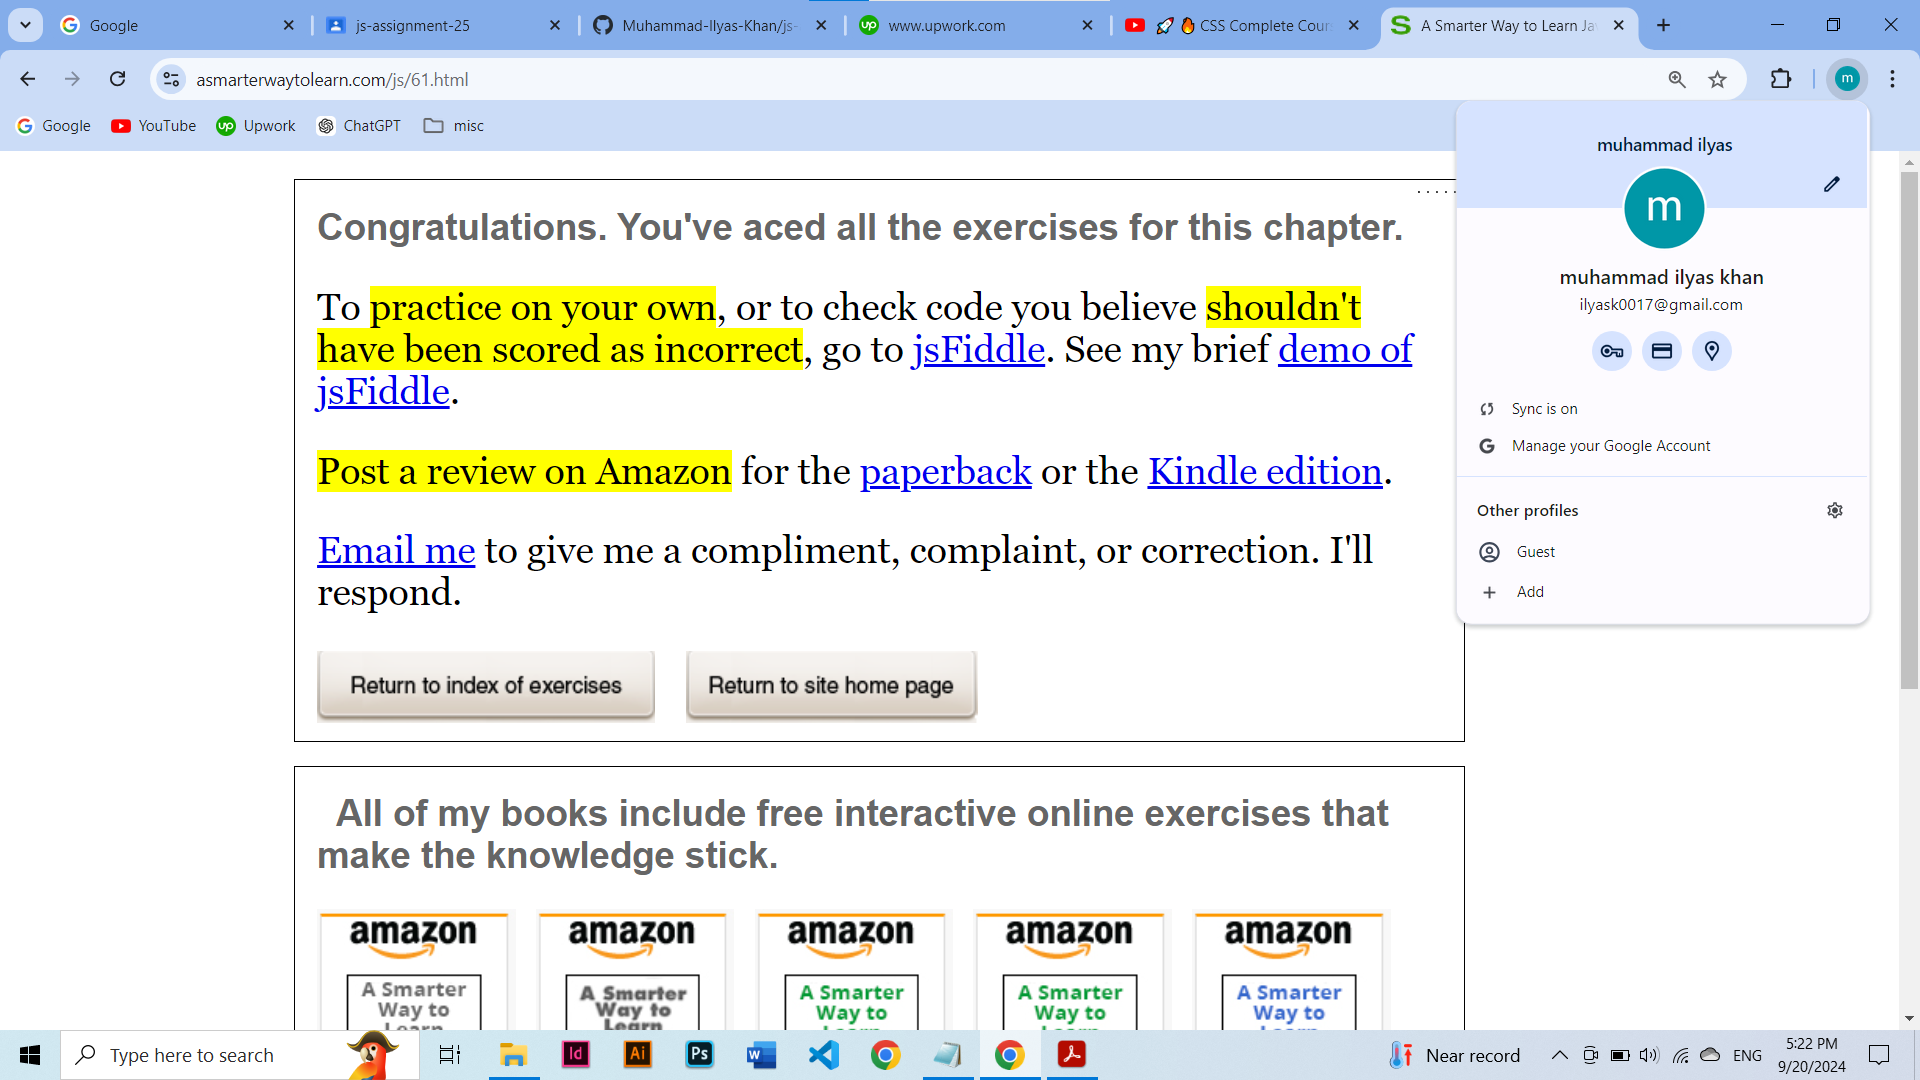 Google
js-assignment-25
Muhammad-Ilyas-Khan/js-
www.upwork.com
CSS Complete Cour
A Smarter Way to Learn Ja
asmarterwaytolearn.com/js/61.html
m
Google
YouTube
up Upwork
ChatGPT
misc
Congratulations. You've aced all the exercises for this chapter.
To practice on your own, or to check code you believe shouldn't
have been scored as incorrect, go to jsFiddle. See my brief demo of
jsFiddle.
Post a review on Amazon for the paperback or the Kindle edition.
Email me to give me a compliment, complaint, or correction. I'll
respond.
Return to index of exercises
Return to site home page
muhammad ilyas
m
muhammad ilyas khan
ilyask0017@gmail.com
Sync is on
Manage your Google Account
Other profiles
Guest
Add
All of my books include free interactive online exercises that
make the knowledge stick.
amazon amazon amazon amazon amazon
A Smarter A Smarter A Smarter A Smarter A Smarter
Way to Way to Way to Way to Way to
Learn Learn
Type here to search
Id
Ai
Ps
W
Near record
ENG
5:22 PM
9/20/2024